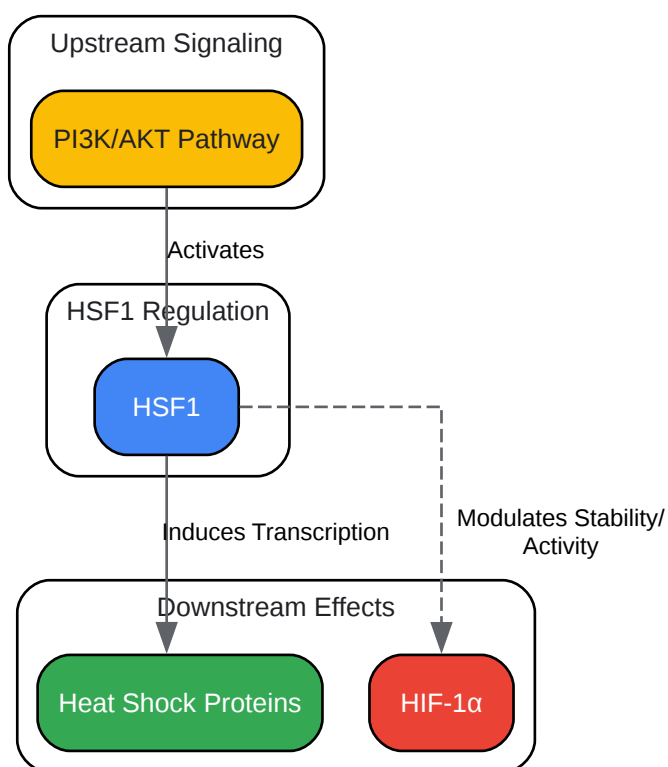 Upstream Signaling
PI3K/AKT Pathway
Activates
HSF1 Regulation
HSF1
Induces Transcription
Modulates Stability/
Activity
Downstream Effects
Heat Shock Proteins
HIF-1α